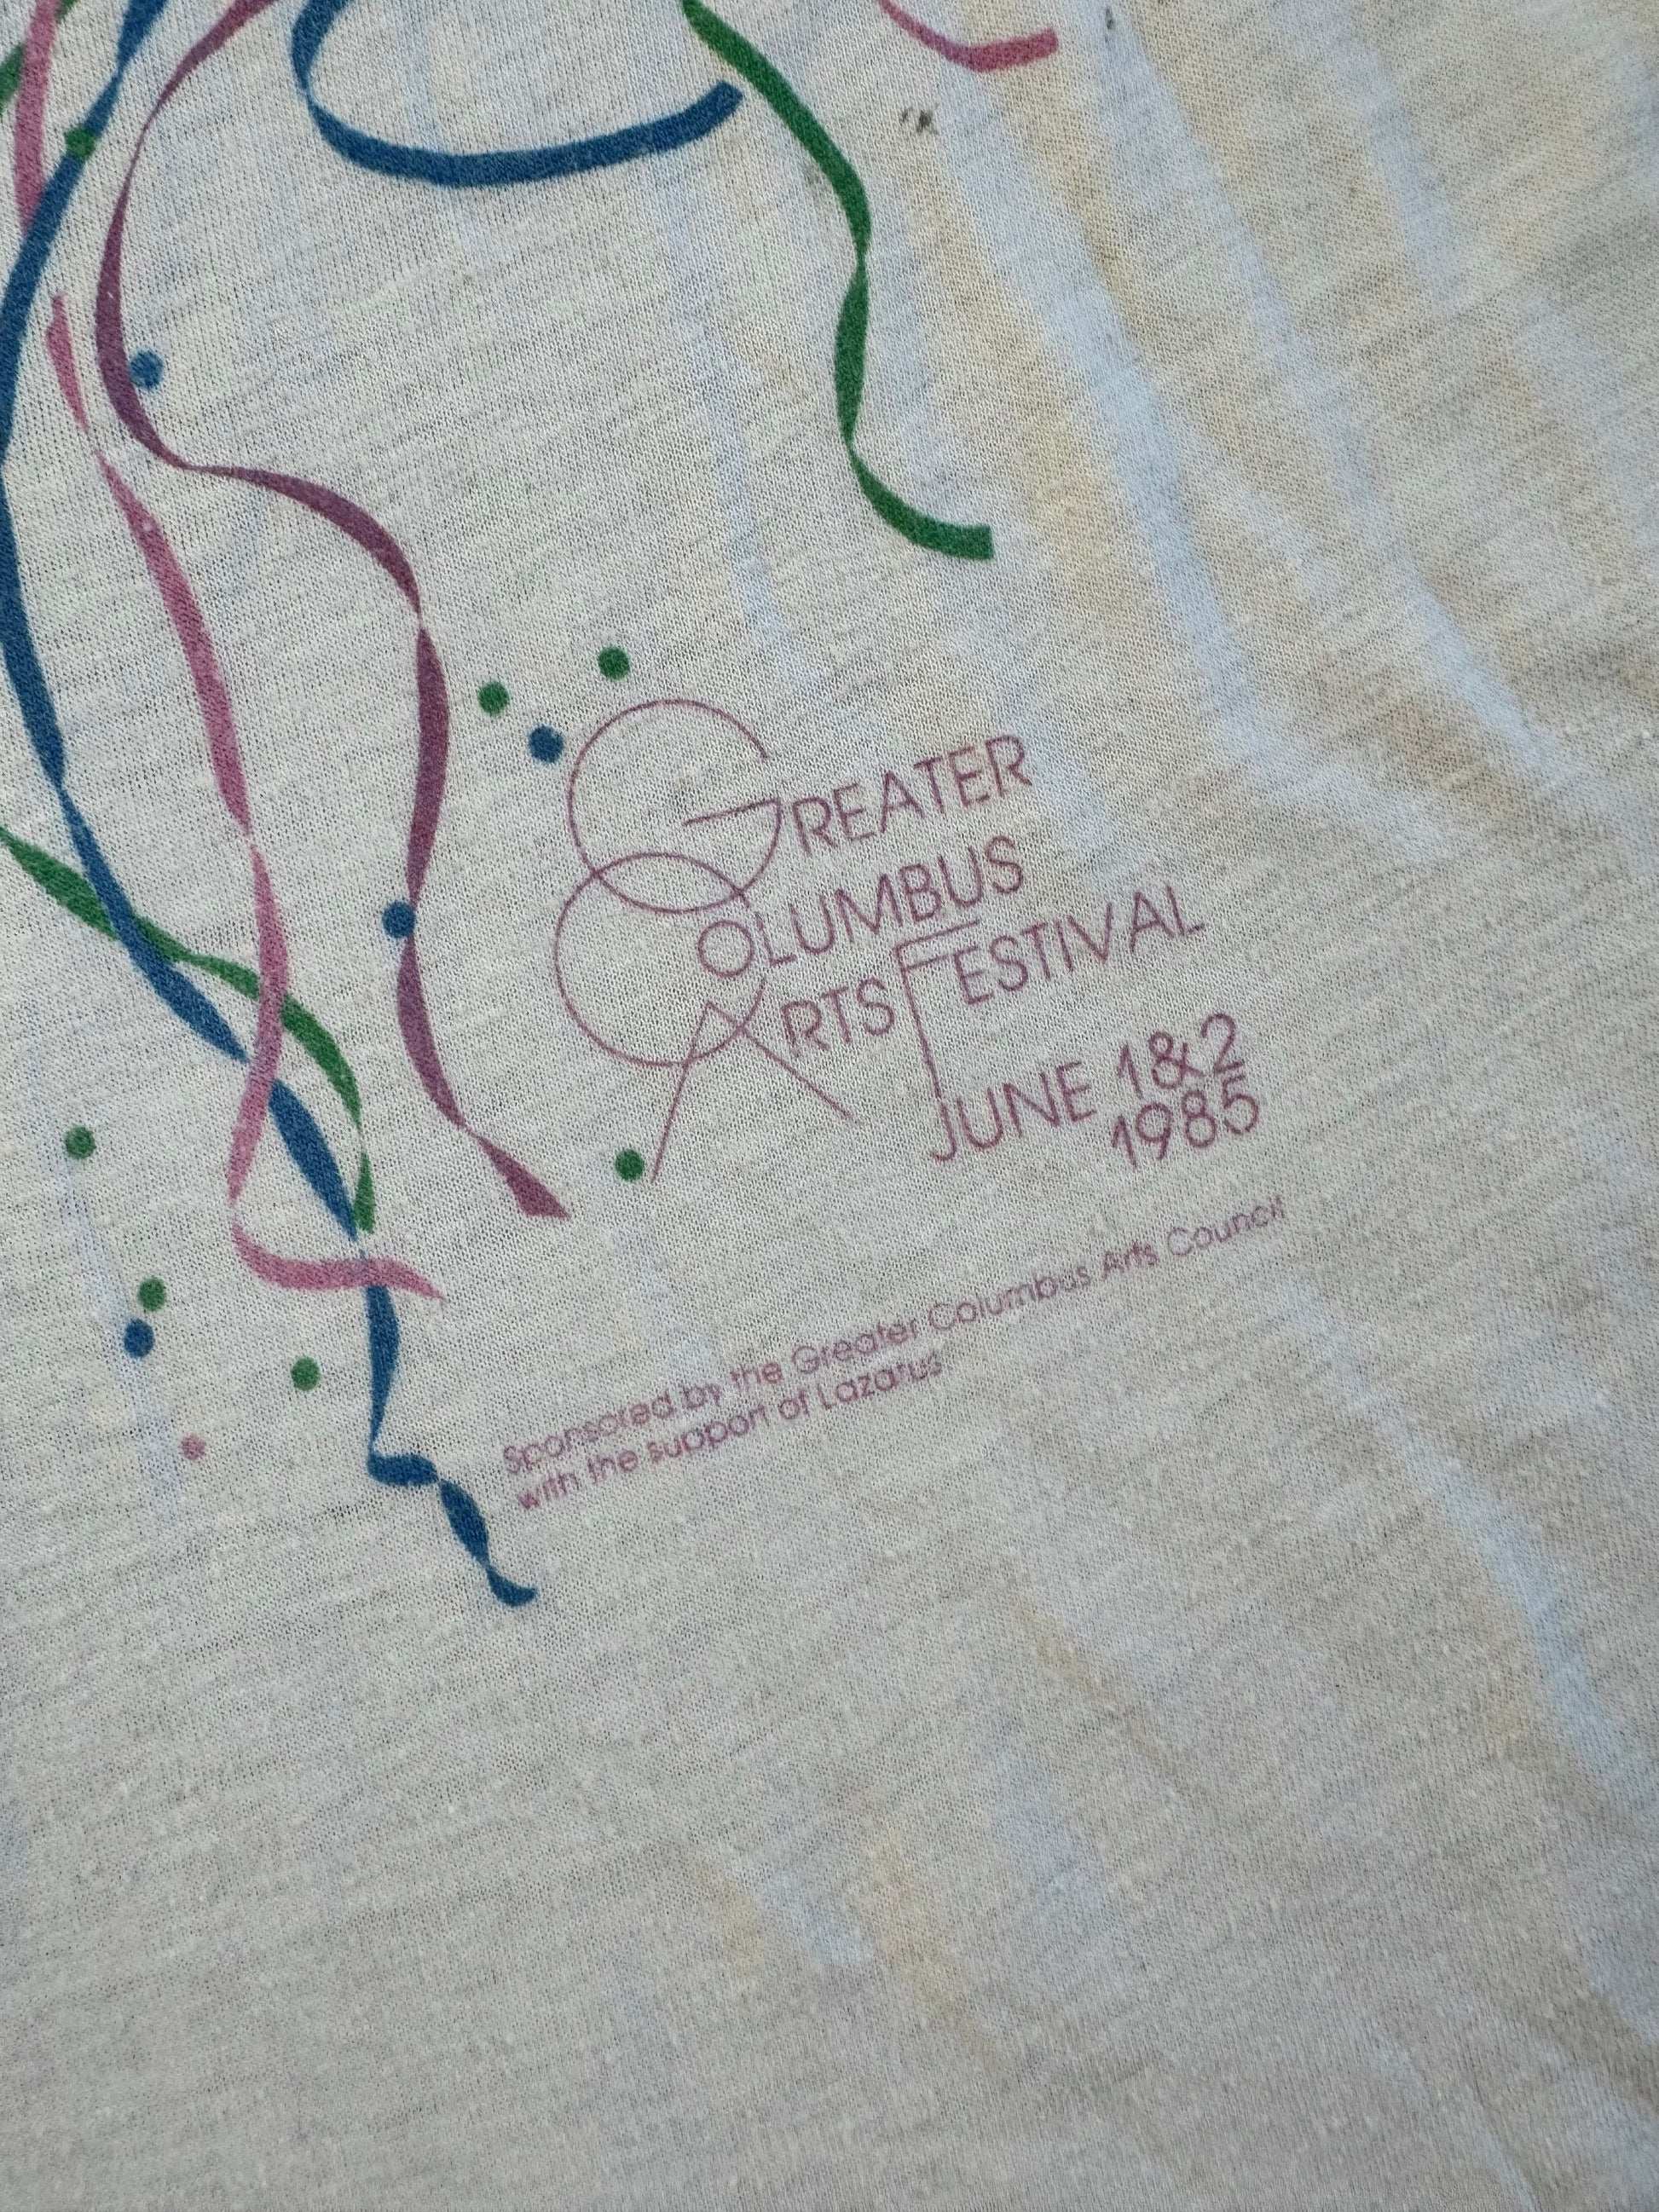 GREATER
COLUMBUS
ARTS FESTIVAL
JUNE 1 & 2
1985
Sponsored by the Greater Columbus Arts Council
with the support of Lazarus